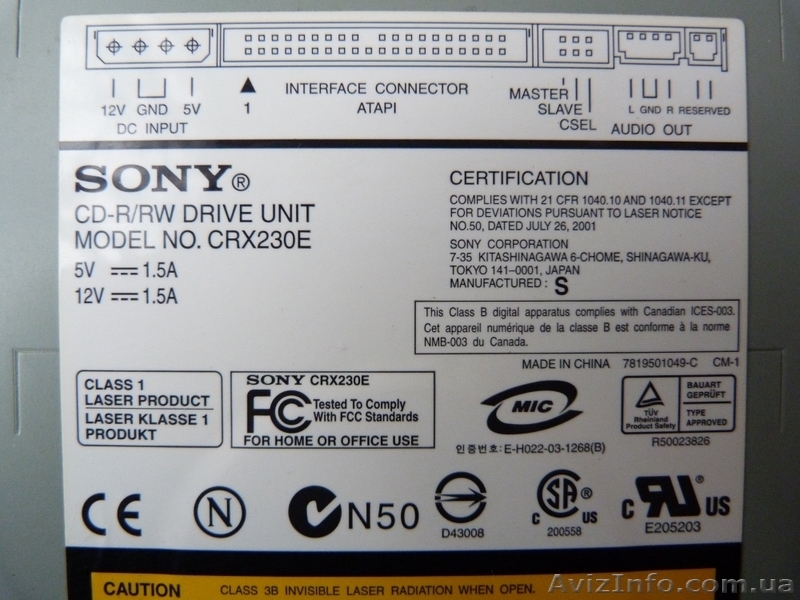 12V GND 5V
DC INPUT
1
INTERFACE CONNECTOR
ATAPI
MASTER
SLAVE
CSEL
L GND R RESERVED
AUDIO OUT
SONY®
CD-R/RW DRIVE UNIT
MODEL NO. CRX230E
5V 1.5A
12V 1.5A
CERTIFICATION
COMPLIES WITH 21 CFR 1040.10 AND 1040.11 EXCEPT
FOR DEVIATIONS PURSUANT TO LASER NOTICE
NO.50, DATED JULY 26, 2001
SONY CORPORATION
7-35 KITASHINAGAWA 6-CHOME, SHINAGAWA-KU,
TOKYO 141-0001, JAPAN
MANUFACTURED : S
This Class B digital apparatus complies with Canadian ICES-003.
Cet appareil numérique de la classe B est conforme à la norme
NMB-003 du Canada.
MADE IN CHINA 7819501049-C CM-1
CLASS 1
LASER PRODUCT
LASER KLASSE 1
PRODUKT
SONY CRX230E
FC Tested To Comply
With FCC Standards
FOR HOME OR OFFICE USE
MIC
인증번호: E-H022-03-1268(B)
TÜV
Rheinland
Product Safety
BAUART
GEPRÜFT
TYPE
APPROVED
R50023826
CE
N
N50
D43008
C SA ® US
200558
C RU ® US
E205203
CAUTION CLASS 3B INVISIBLE LASER RADIATION WHEN OPEN.
AvizInfo.com.ua